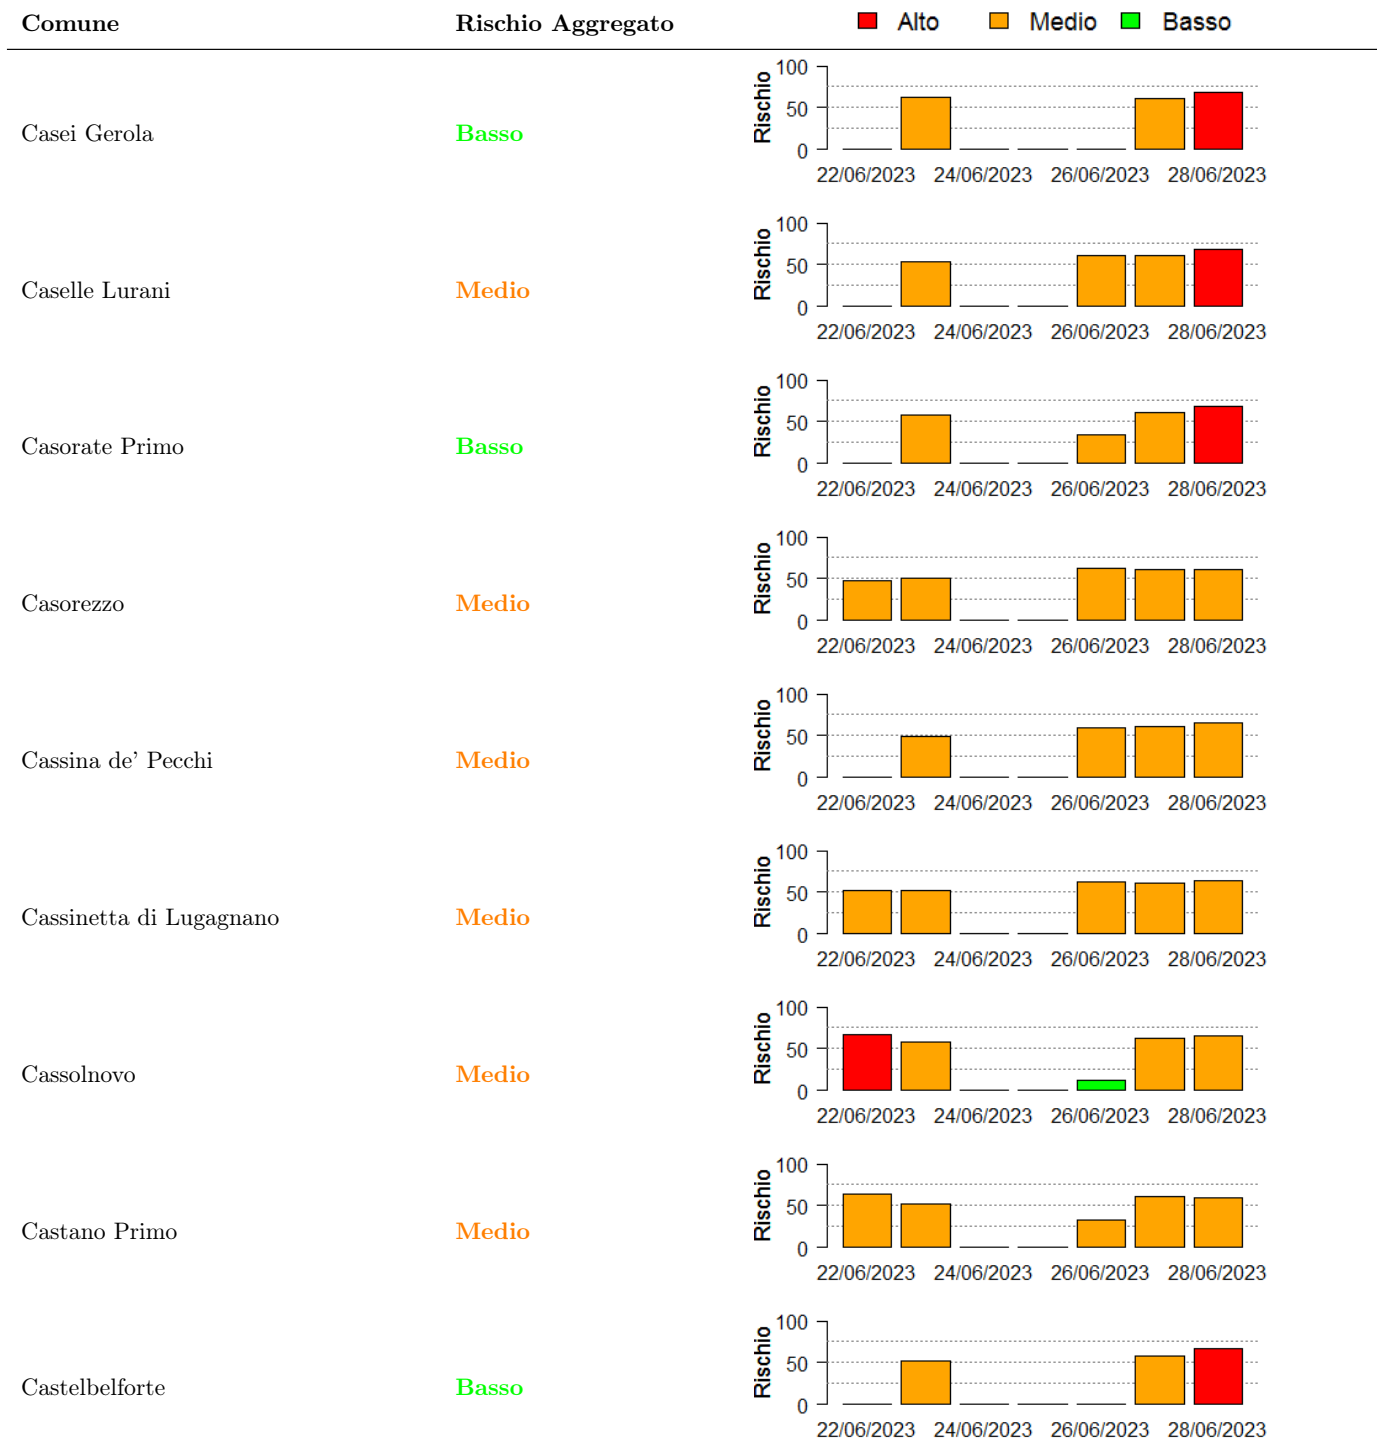 Comune Rischio Aggregato Alto Medio Basso
100
50
0
Rischio
Casei Gerola Basso
22/06/2023 24/06/2023 26/06/2023 28/06/2023
100
50
0
Rischio
Caselle Lurani Medio
22/06/2023 24/06/2023 26/06/2023 28/06/2023
100
50
0
Rischio
Casorate Primo Basso
22/06/2023 24/06/2023 26/06/2023 28/06/2023
100
50
0
Rischio
Casorezzo Medio
22/06/2023 24/06/2023 26/06/2023 28/06/2023
100
50
0
Rischio
Cassina de’ Pecchi Medio
22/06/2023 24/06/2023 26/06/2023 28/06/2023
100
50
0
Rischio
Cassinetta di Lugagnano Medio
22/06/2023 24/06/2023 26/06/2023 28/06/2023
100
50
0
Rischio
Cassolnovo Medio
22/06/2023 24/06/2023 26/06/2023 28/06/2023
100
50
0
Rischio
Castano Primo Medio
22/06/2023 24/06/2023 26/06/2023 28/06/2023
100
50
0
Rischio
Castelbelforte Basso
22/06/2023 24/06/2023 26/06/2023 28/06/2023